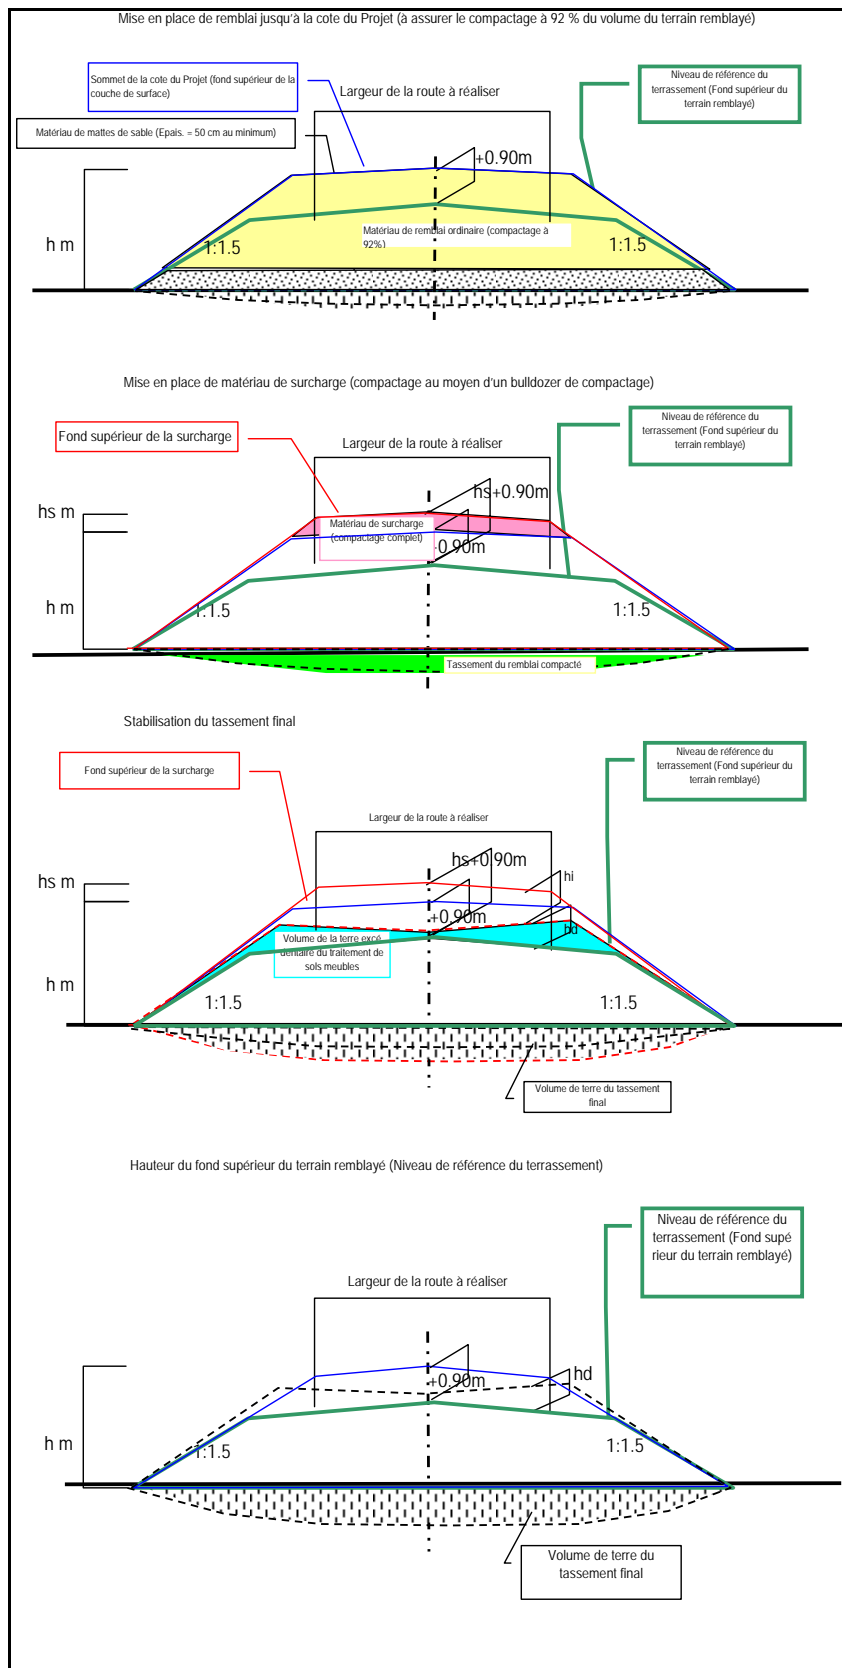 Mise en place de remblai jusqu'à la cote du Projet (à assurer le compactage à 92 % du volume du terrain remblayé)
Sommet de la cote du Projet (fond supérieur de la
couche de surface)
Largeur de la route à réaliser
Niveau de référence du
terrassement (Fond supérieur du
terrain remblayé)
Matériau de mattes de sable (Epais. = 50 cm au minimum)
+0.90m
Matériau de remblai ordinaire (compactage à
92%)
h m
1:1.5
1:1.5
Mise en place de matériau de surcharge (compactage au moyen d'un bulldozer de compactage)
Fond supérieur de la surcharge
Largeur de la route à réaliser
Niveau de référence du
terrassement (Fond supérieur du
terrain remblayé)
hs m
hs+0.90m
Matériau de surcharge
(compactage complet)
0.90m
h m
1:1.5
1:1.5
Tassement du remblai compacté
Stabilisation du tassement final
Fond supérieur de la surcharge
Niveau de référence du
terrassement (Fond supérieur du
terrain remblayé)
Largeur de la route à réaliser
hs m
hs+0.90m
hi
+0.90m
hd
Volume de la terre excé
dentaire du traitement de
sols meubles
h m
1:1.5
1:1.5
Volume de terre du tassement
final
Hauteur du fond supérieur du terrain remblayé (Niveau de référence du terrassement)
Niveau de référence du
terrassement (Fond supé
rieur du terrain remblayé)
Largeur de la route à réaliser
+0.90m
hd
h m
1:1.5
1:1.5
Volume de terre du
tassement final